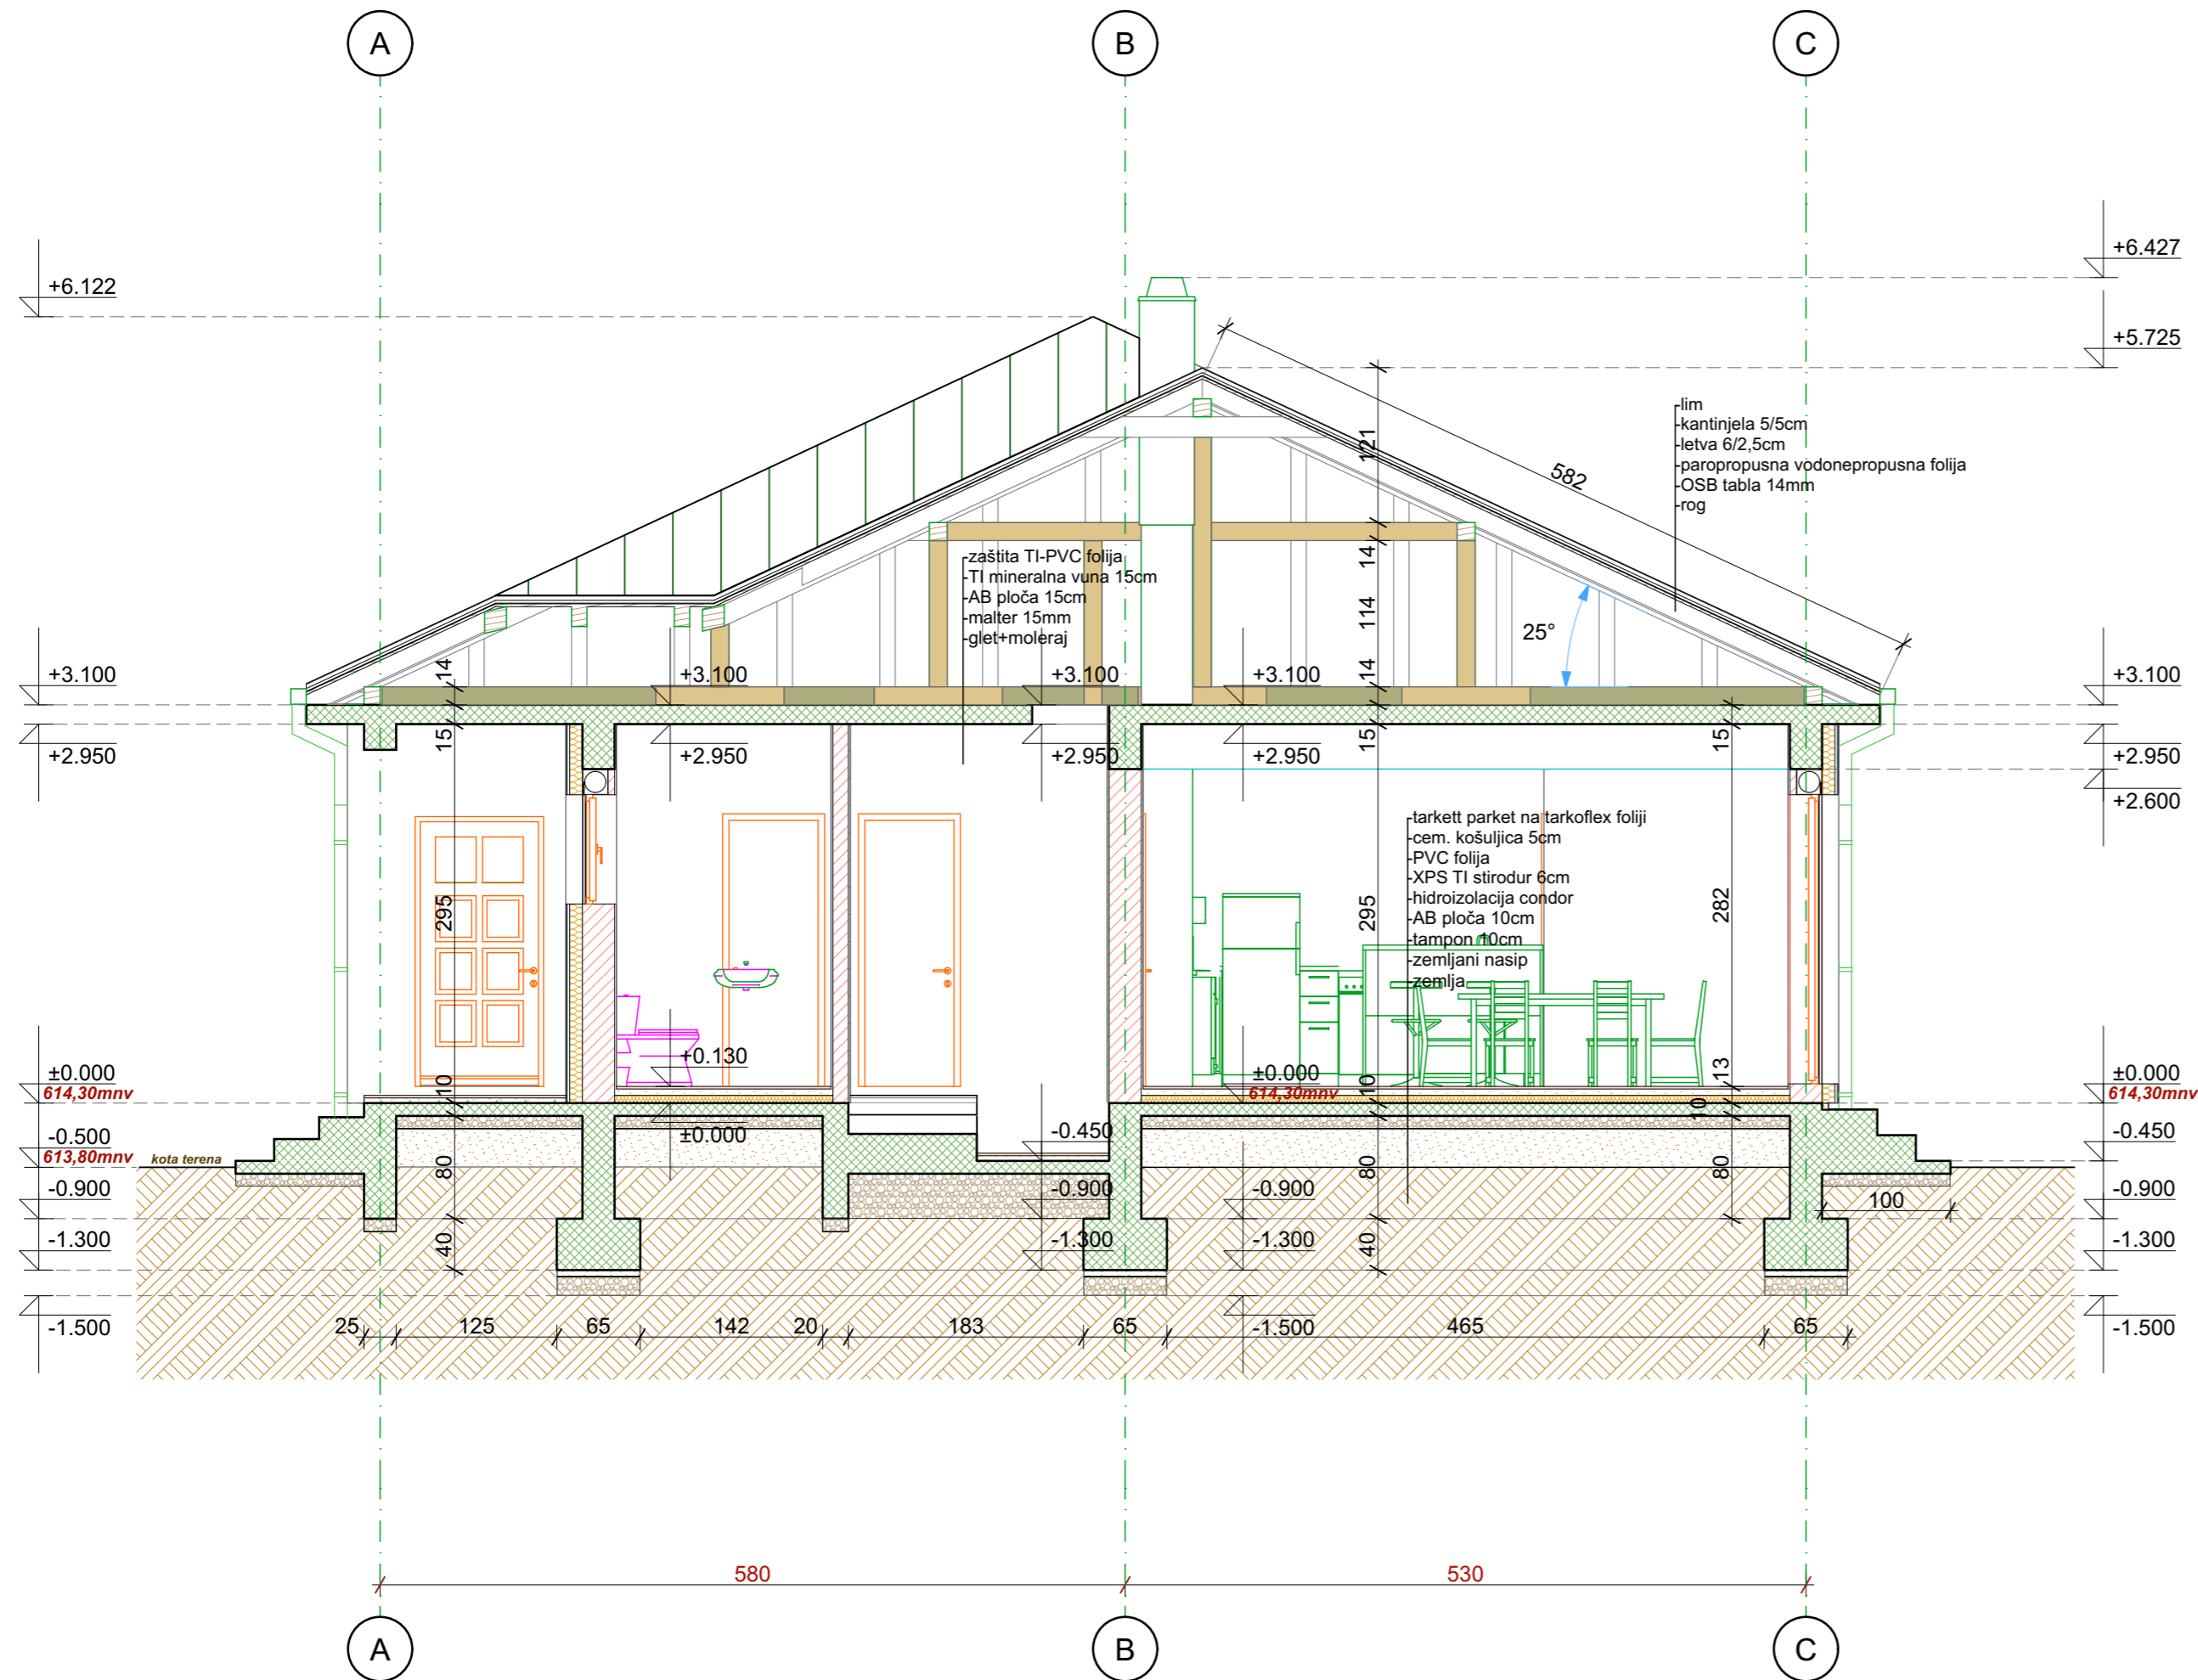 A
B
C
+6.427
+6.122
+5.725
lim
kantinjela 5/5cm
letva 6/2,5cm
paropropusna vodonepropusna folija
OSB tabla 14mm
rog
121
582
zaštita TI-PVC folija
TI mineralna vuna 15cm
AB ploča 15cm
malter 15mm
glet+moleraj
14
114
25°
+3.100
14
+3.100
+3.100
14
+3.100
+3.100
15
15
15
+2.950
+2.950
+2.950
+2.950
+2.950
+2.600
tarkett parket na tarkoflex foliji
cem. košuljica 5cm
PVC folija
XPS TI stirodur 6cm
hidroizolacija condor
AB ploča 10cm
tampon 10cm
zemljani nasip
zemlja
295
295
282
+0.130
±0.000
10
±0.000
10
13
±0.000
614,30mnv
614,30mnv
614,30mnv
10
±0.000
-0.450
-0.500
-0.450
613,80mnv
kota terena
80
80
80
-0.900
-0.900
-0.900
-0.900
100
-1.300
40
-1.300
-1.300
40
-1.300
-1.500
25
125
65
142
20
183
65
-1.500
465
65
-1.500
580
530
A
B
C